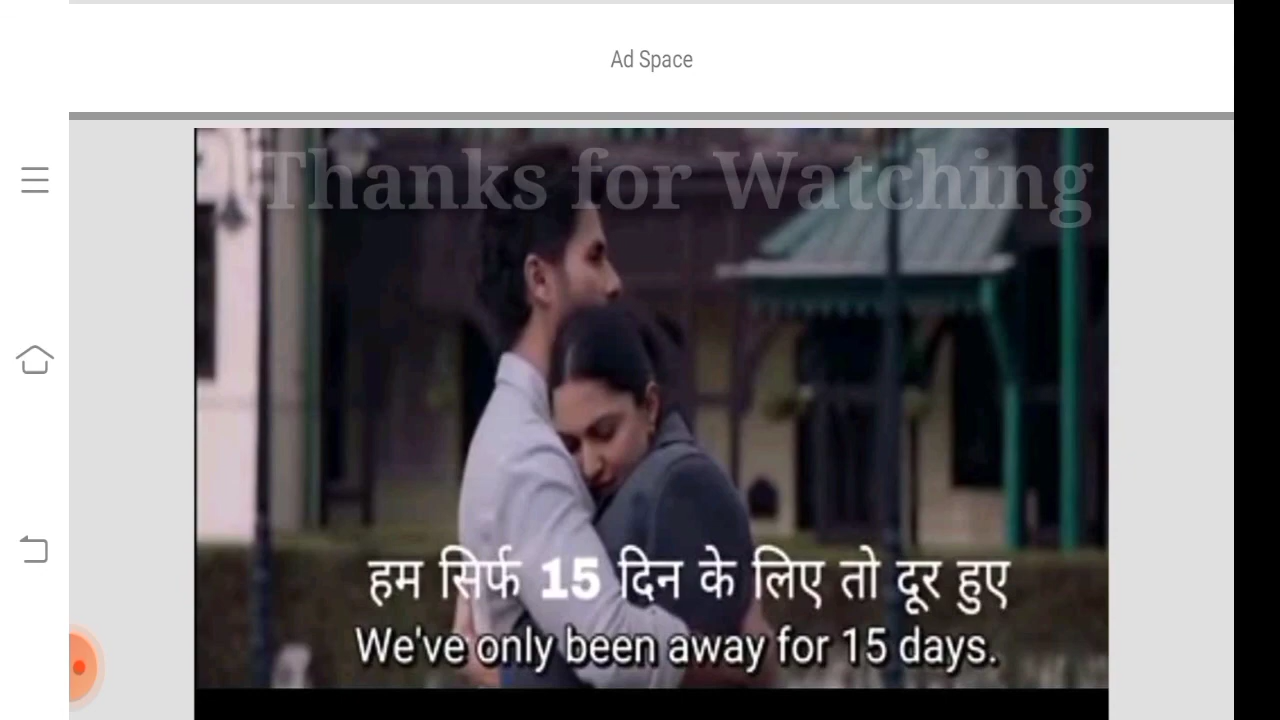 Ad Space
Thanks for Watching
हम सिर्फ 15 दिन के लिए तो दूर हुए
We've only been away for 15 days.